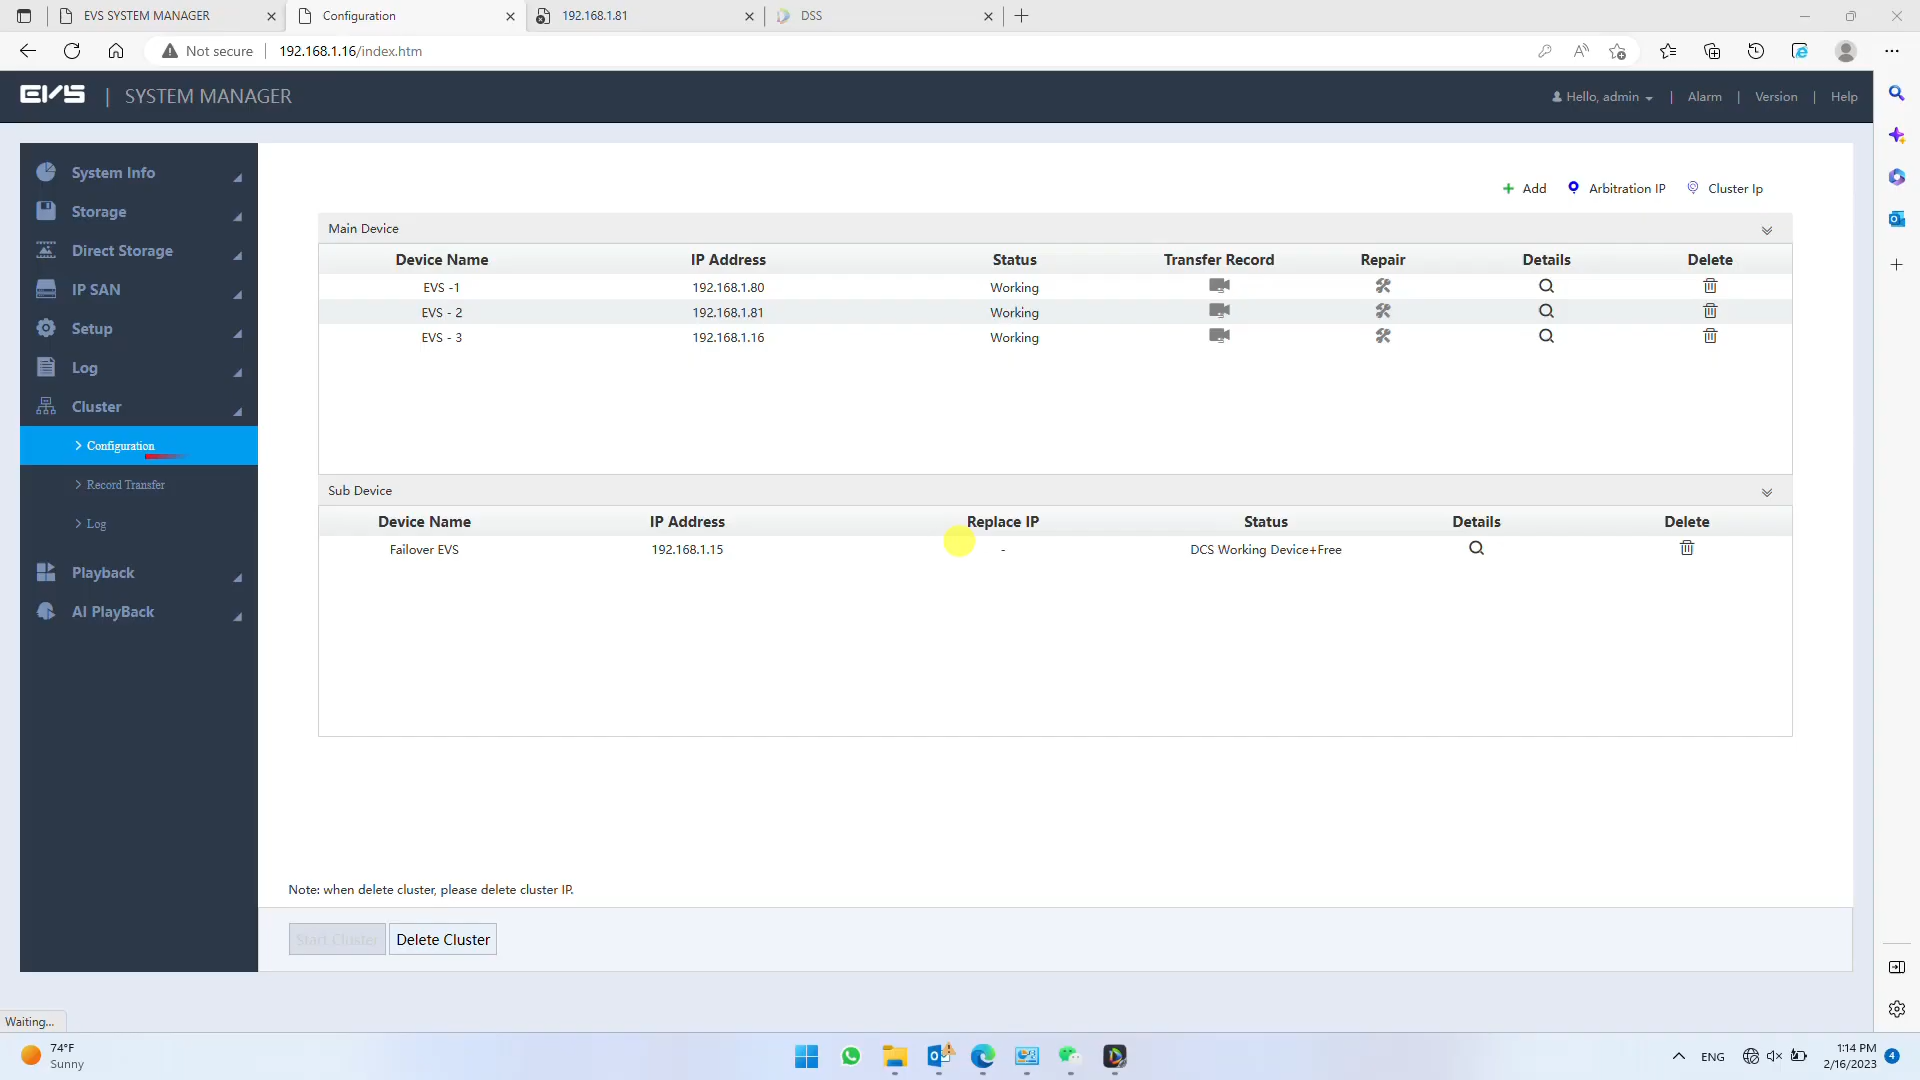 EVS SYSTEM MANAGER
Configuration
192.168.1.81
DSS
Not secure
192.168.1.16/index.htm
EVS | SYSTEM MANAGER
Hello, admin | Alarm | Version | Help
System Info
Storage
Direct Storage
IP SAN
Setup
Log
Cluster
> Configuration
> Record Transfer
> Log
Playback
AI PlayBack
+ Add Arbitration IP Cluster Ip
Main Device
Device Name IP Address Status Transfer Record Repair Details Delete
EVS -1 192.168.1.80 Working
EVS - 2 192.168.1.81 Working
EVS - 3 192.168.1.16 Working
Sub Device
Device Name IP Address Replace IP Status Details Delete
Failover EVS 192.168.1.15 - DCS Working Device+Free
Note: when delete cluster, please delete cluster IP.
Start Cluster Delete Cluster
Waiting...
74°F
Sunny
ENG
1:14 PM
2/16/2023
4